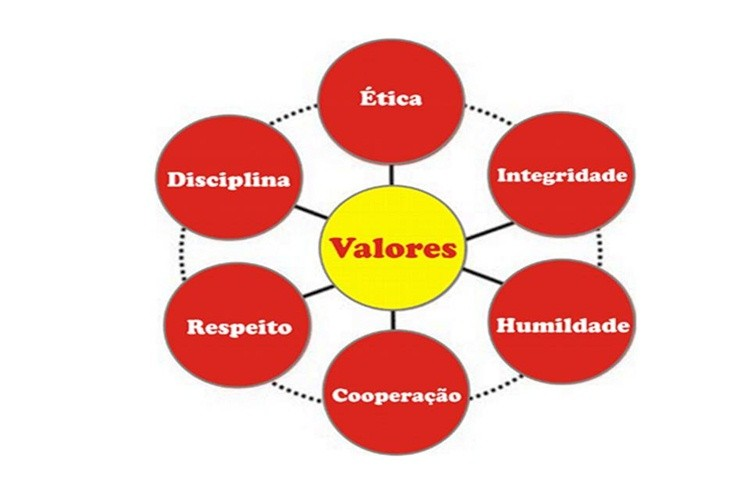 Ética
Disciplina
Integridade
Valores
Respeito
Humildade
Cooperação